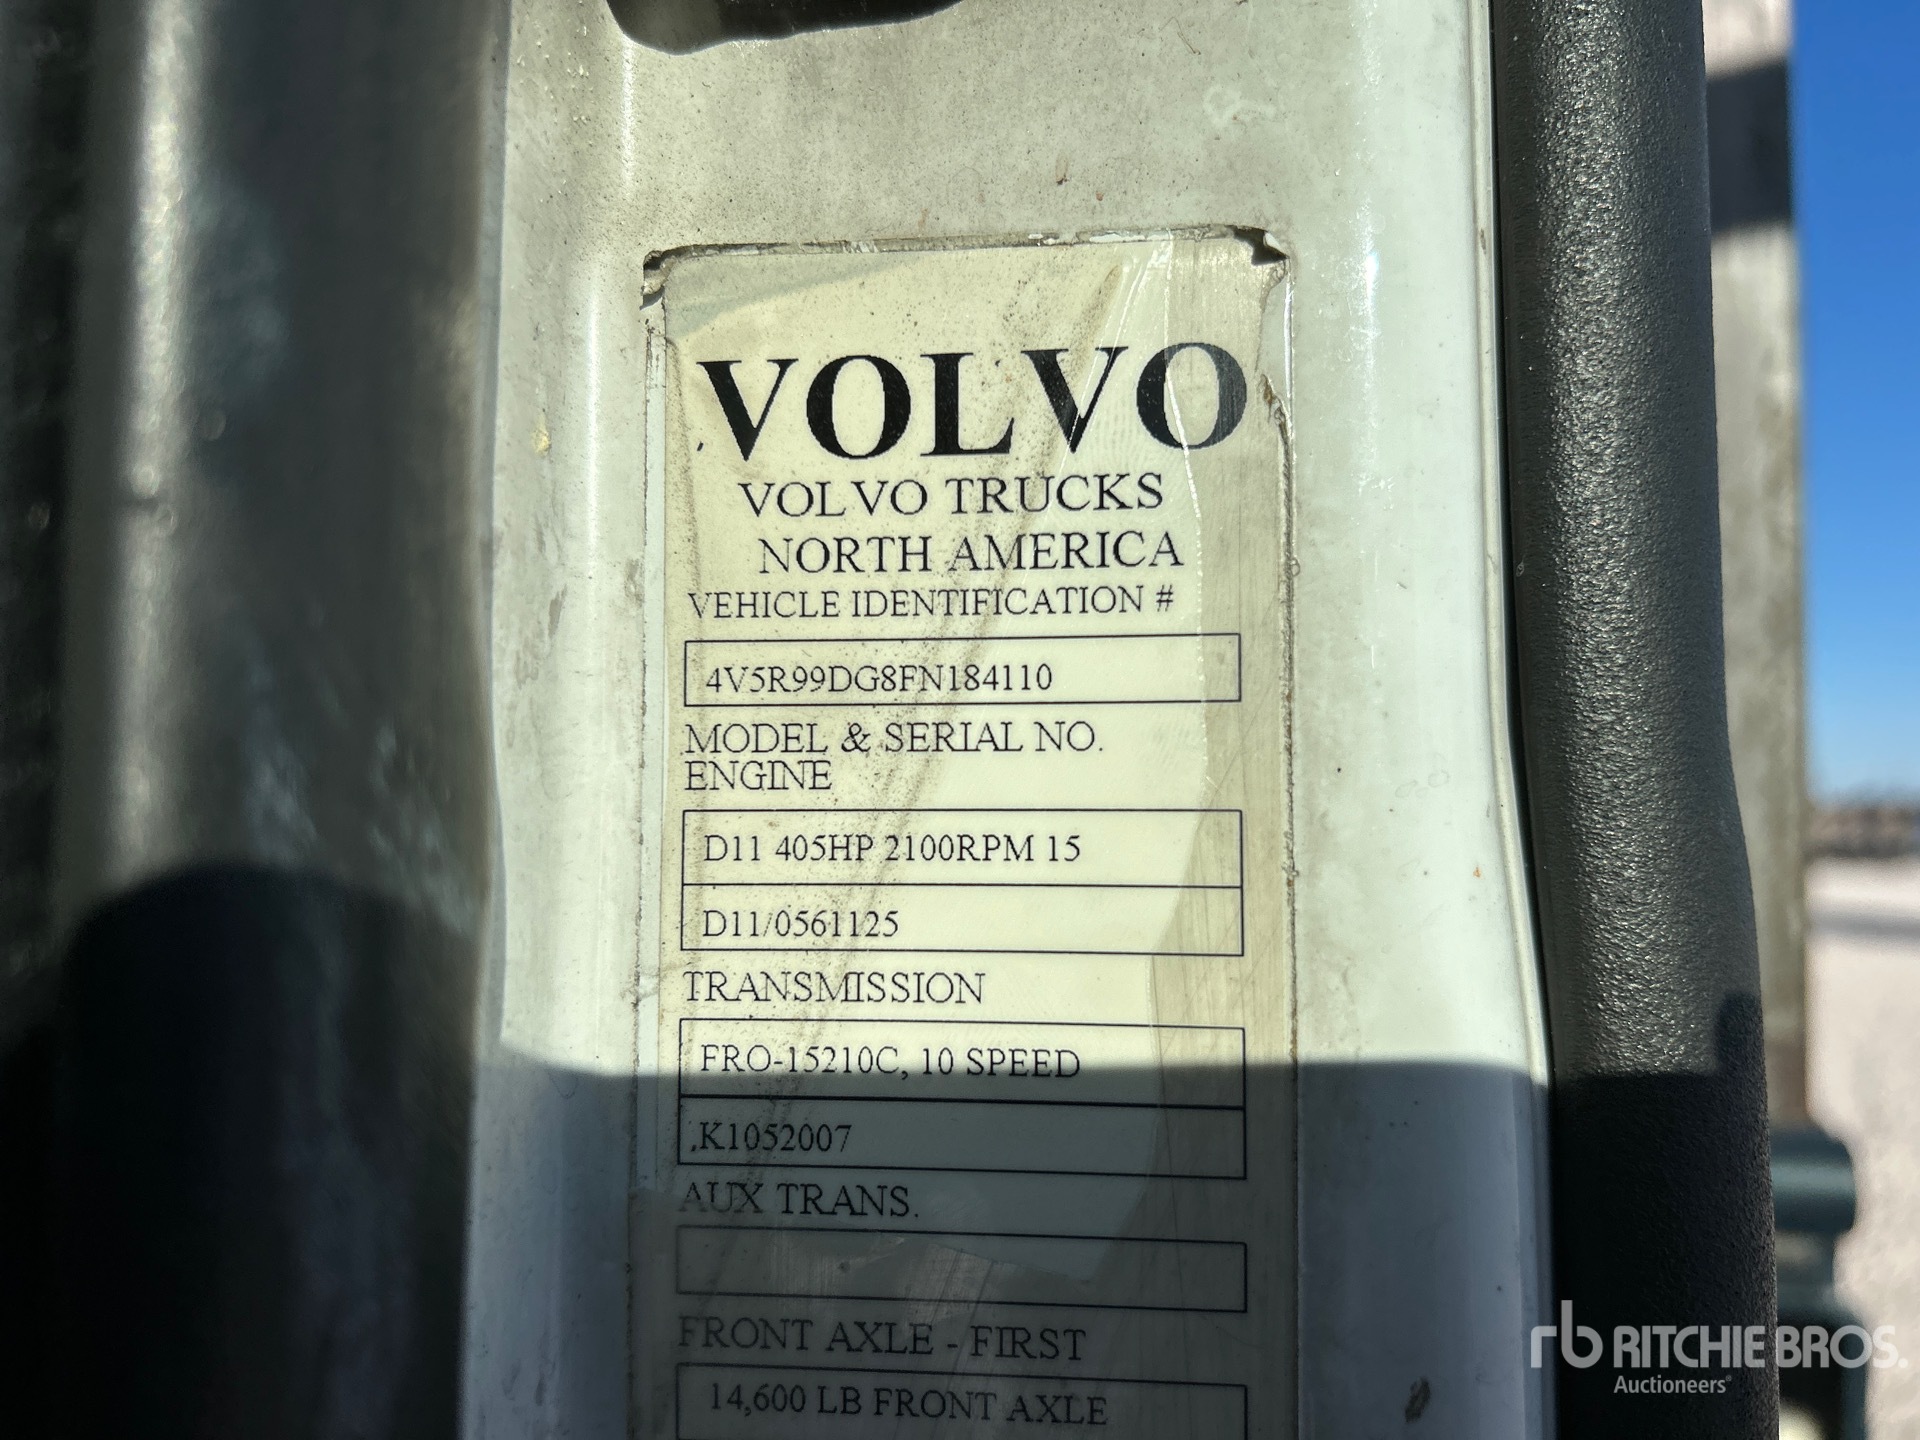 VOLVO
VOLVO TRUCKS
NORTH AMERICA
VEHICLE IDENTIFICATION #
4V5R99DG8FN184110
MODEL & SERIAL NO.
ENGINE
D11 405HP 2100RPM 15
D11/0561125
TRANSMISSION
FRO-15210C, 10 SPEED
,K1052007
AUX TRANS.
FRONT AXLE - FIRST
14,600 LB FRONT AXLE
rb RITCHIE BROS.
Auctioneers®